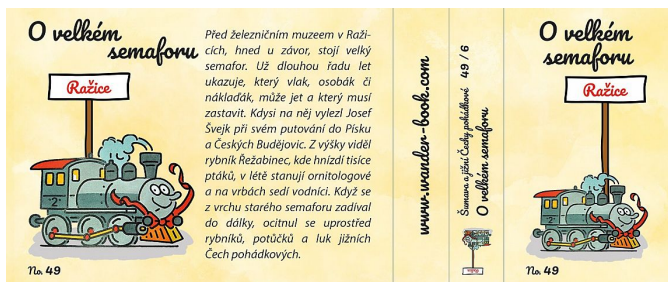 O velkém
semaforu
Ražice
"2"
No. 49
Před železničním muzeem v Raži-
cích, hned u závor, stojí velký
semafor. Už dlouhou řadu let
ukazuje, který vlak, osobák či
nákladák, může jet a který musí
zastavit. Kdysi na něj vylezl Josef
Švejk při svém putování do Písku
a Českých Budějovic. Z výšky viděl
rybník Řežabinec, kde hnízdí tisíce
ptáků, v létě stanují ornitologové
a na vrbách sedí vodníci. Když se
z vrchu starého semaforu zadíval
do dálky, ocitnul se uprostřed
rybníků, potůčků a luk jižních
Čech pohádkových.
www.wander-book.com
Šumava a jižní Čechy pohádkové 49 / 6
O velkém semaforu
O velkém
semaforu
Ražice
"2"
No. 49